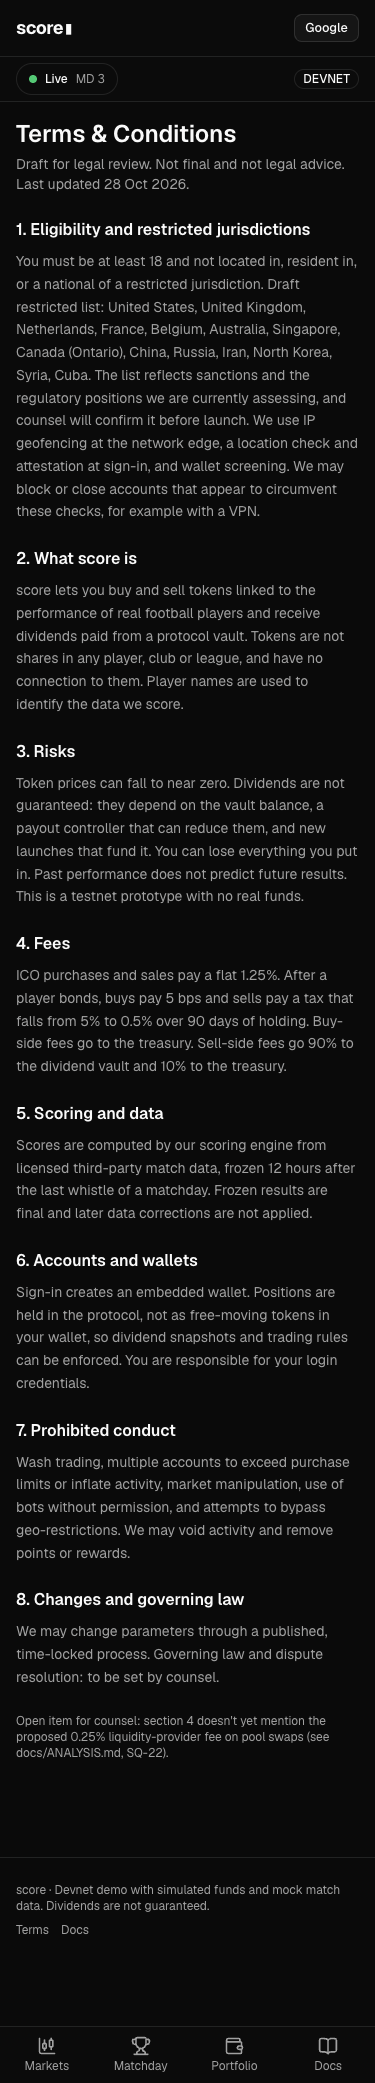 score
Google
Live MD 3
DEVNET
Terms & Conditions
Draft for legal review. Not final and not legal advice.
Last updated 28 Oct 2026.
1. Eligibility and restricted jurisdictions
You must be at least 18 and not located in, resident in,
or a national of a restricted jurisdiction. Draft
restricted list: United States, United Kingdom,
Netherlands, France, Belgium, Australia, Singapore,
Canada (Ontario), China, Russia, Iran, North Korea,
Syria, Cuba. The list reflects sanctions and the
regulatory positions we are currently assessing, and
counsel will confirm it before launch. We use IP
geofencing at the network edge, a location check and
attestation at sign-in, and wallet screening. We may
block or close accounts that appear to circumvent
these checks, for example with a VPN.
2. What score is
score lets you buy and sell tokens linked to the
performance of real football players and receive
dividends paid from a protocol vault. Tokens are not
shares in any player, club or league, and have no
connection to them. Player names are used to
identify the data we score.
3. Risks
Token prices can fall to near zero. Dividends are not
guaranteed: they depend on the vault balance, a
payout controller that can reduce them, and new
launches that fund it. You can lose everything you put
in. Past performance does not predict future results.
This is a testnet prototype with no real funds.
4. Fees
ICO purchases and sales pay a flat 1.25%. After a
player bonds, buys pay 5 bps and sells pay a tax that
falls from 5% to 0.5% over 90 days of holding. Buy-
side fees go to the treasury. Sell-side fees go 90% to
the dividend vault and 10% to the treasury.
5. Scoring and data
Scores are computed by our scoring engine from
licensed third-party match data, frozen 12 hours after
the last whistle of a matchday. Frozen results are
final and later data corrections are not applied.
6. Accounts and wallets
Sign-in creates an embedded wallet. Positions are
held in the protocol, not as free-moving tokens in
your wallet, so dividend snapshots and trading rules
can be enforced. You are responsible for your login
credentials.
7. Prohibited conduct
Wash trading, multiple accounts to exceed purchase
limits or inflate activity, market manipulation, use of
bots without permission, and attempts to bypass
geo-restrictions. We may void activity and remove
points or rewards.
8. Changes and governing law
We may change parameters through a published,
time-locked process. Governing law and dispute
resolution: to be set by counsel.
Open item for counsel: section 4 doesn't yet mention the
proposed 0.25% liquidity-provider fee on pool swaps (see
docs/ANALYSIS.md, SQ-22).
score · Devnet demo with simulated funds and mock match
data. Dividends are not guaranteed.
Terms Docs
Markets Matchday Portfolio Docs